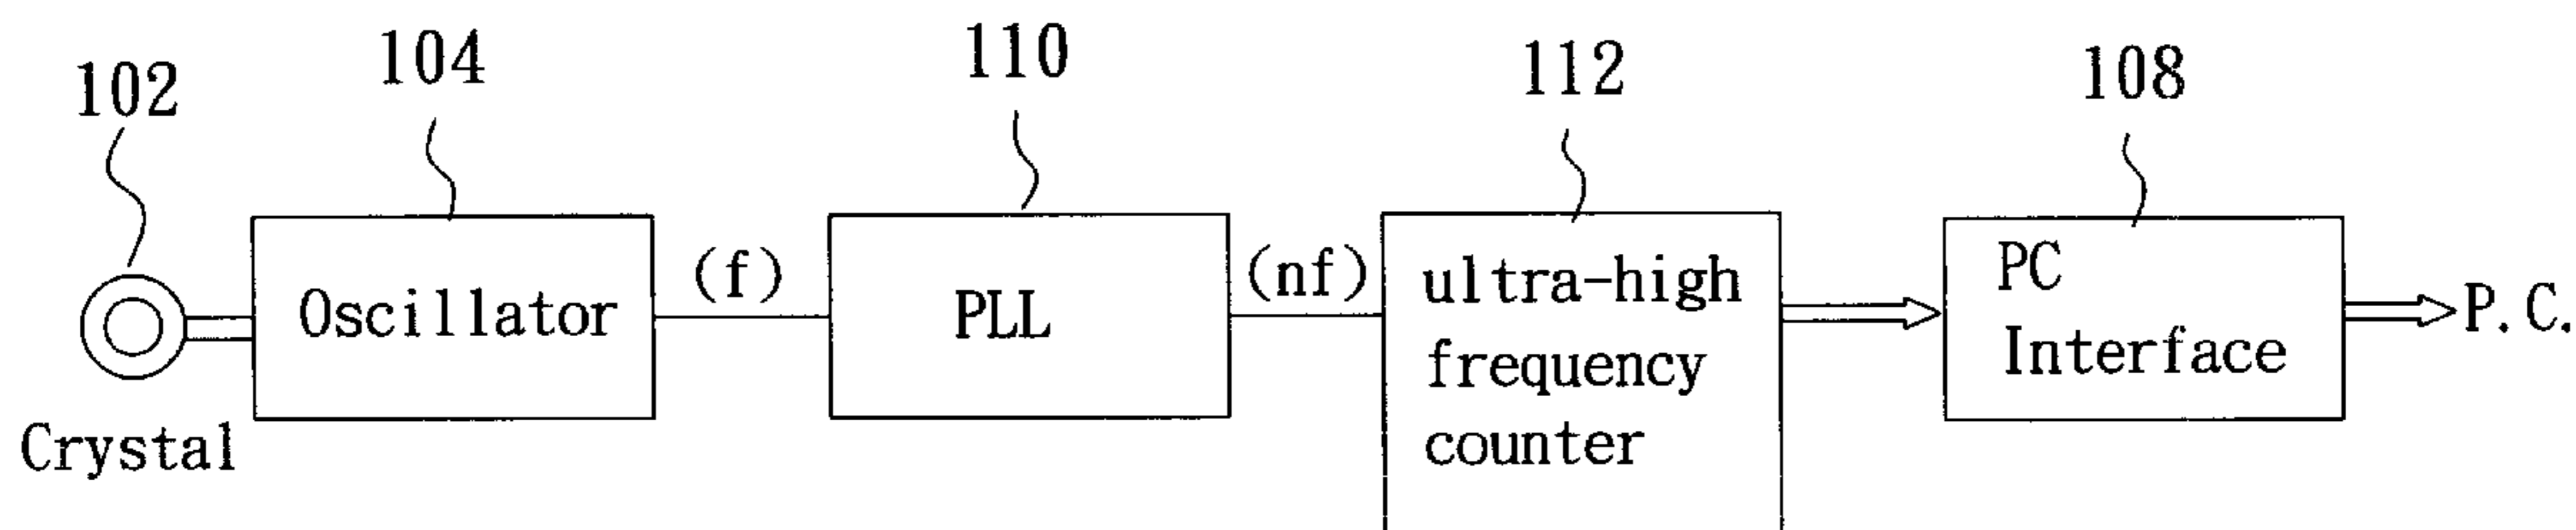 102
104
110
112
108
Crystal
Oscillator
(f)
PLL
(nf)
ultra-high
frequency
counter
PC
Interface
P.C.